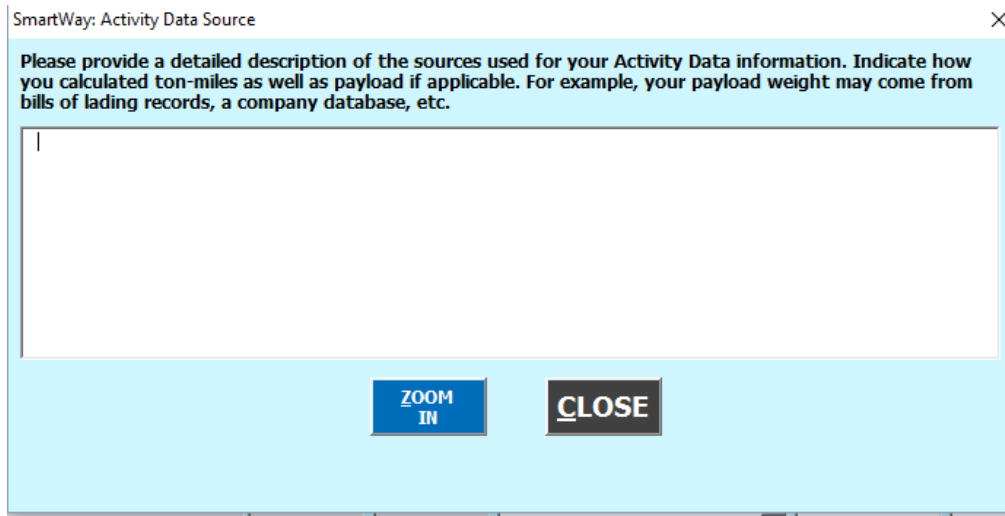 SmartWay: Activity Data Source
Please provide a detailed description of the sources used for your Activity Data information. Indicate how
you calculated ton-miles as well as payload if applicable. For example, your payload weight may come from
bills of lading records, a company database, etc.
ZOOM
IN
CLOSE